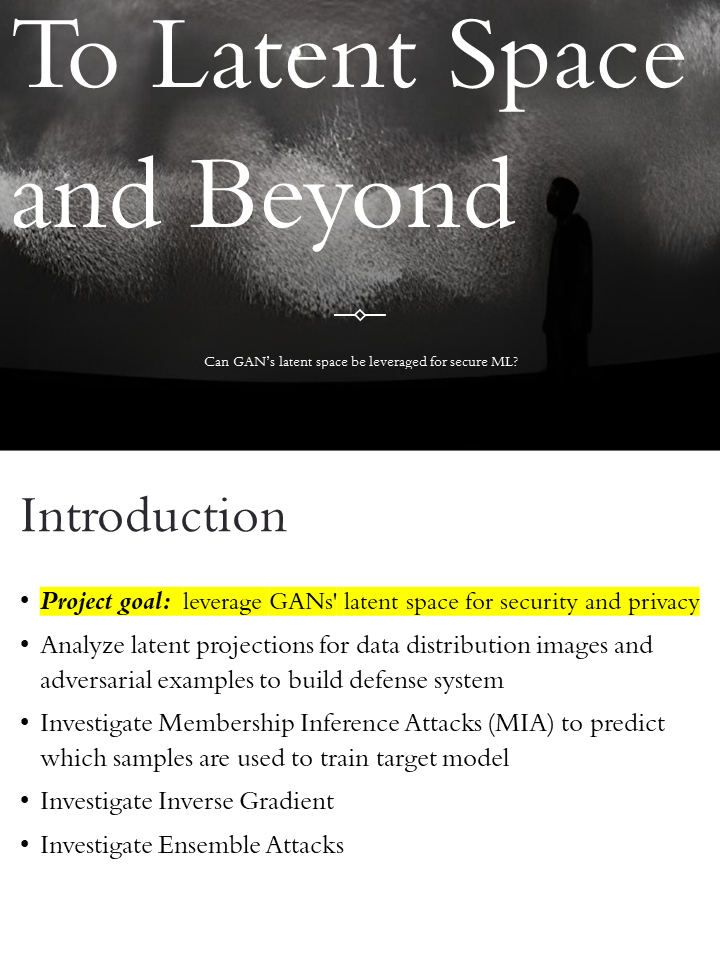 To Latent Space
and Beyond
Can GAN's latent space be leveraged for secure ML?
Introduction
• Project goal: leverage GANs' latent space for security and privacy
• Analyze latent projections for data distribution images and
adversarial examples to build defense system
• Investigate Membership Inference Attacks (MIA) to predict
which samples are used to train target model
• Investigate Inverse Gradient
• Investigate Ensemble Attacks